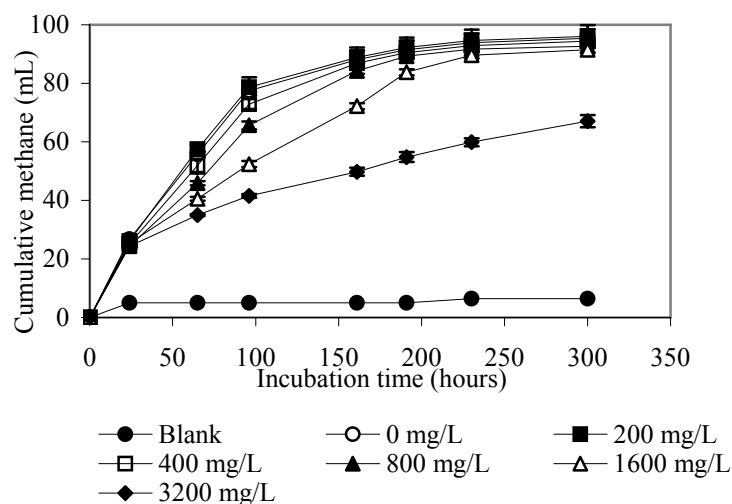 100
80
60
40
20
0
Cumulative methane (mL)
0 50 100 150 200 250 300 350
Incubation time (hours)
Blank 0 mg/L 200 mg/L
400 mg/L 800 mg/L 1600 mg/L
3200 mg/L